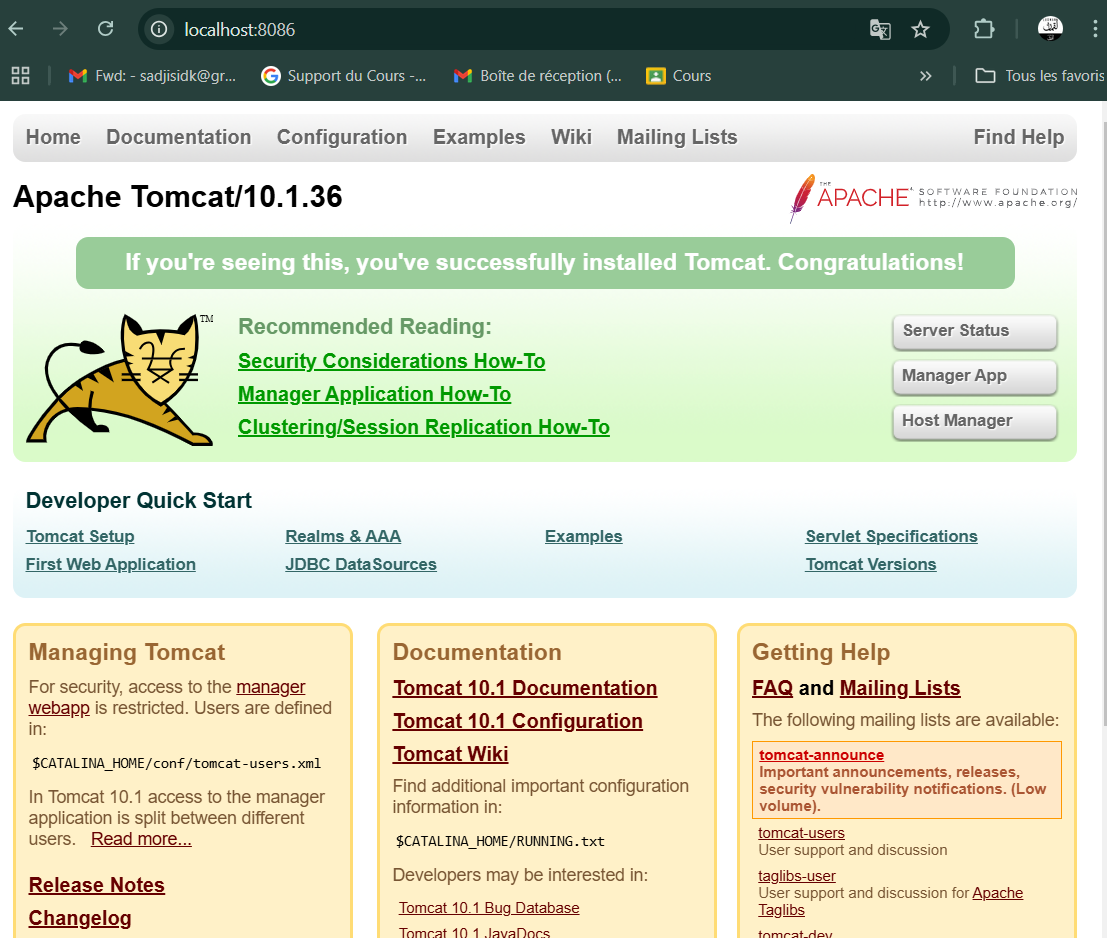 localhost:8086
Fwd: - sadjisidk@gr...
Support du Cours -...
Boîte de réception (...
Cours
»
Tous les favoris
Home Documentation Configuration Examples Wiki Mailing Lists Find Help
Apache Tomcat/10.1.36
THE APACHE SOFTWARE FOUNDATION
http://www.apache.org/
If you're seeing this, you've successfully installed Tomcat. Congratulations!
TM
Recommended Reading:
Security Considerations How-To
Manager Application How-To
Clustering/Session Replication How-To
Server Status
Manager App
Host Manager
Developer Quick Start
Tomcat Setup
First Web Application
Realms & AAA
JDBC DataSources
Examples
Servlet Specifications
Tomcat Versions
Managing Tomcat
For security, access to the manager
webapp is restricted. Users are defined
in:
$CATALINA_HOME/conf/tomcat-users.xml
In Tomcat 10.1 access to the manager
application is split between different
users. Read more...
Release Notes
Changelog
Documentation
Tomcat 10.1 Documentation
Tomcat 10.1 Configuration
Tomcat Wiki
Find additional important configuration
information in:
$CATALINA_HOME/RUNNING.txt
Developers may be interested in:
Tomcat 10.1 Bug Database
Tomcat 10.1 JavaDocs
Getting Help
FAQ and Mailing Lists
The following mailing lists are available:
tomcat-announce
Important announcements, releases,
security vulnerability notifications. (Low
volume).
tomcat-users
User support and discussion
taglibs-user
User support and discussion for Apache
Taglibs
tomcat-dev